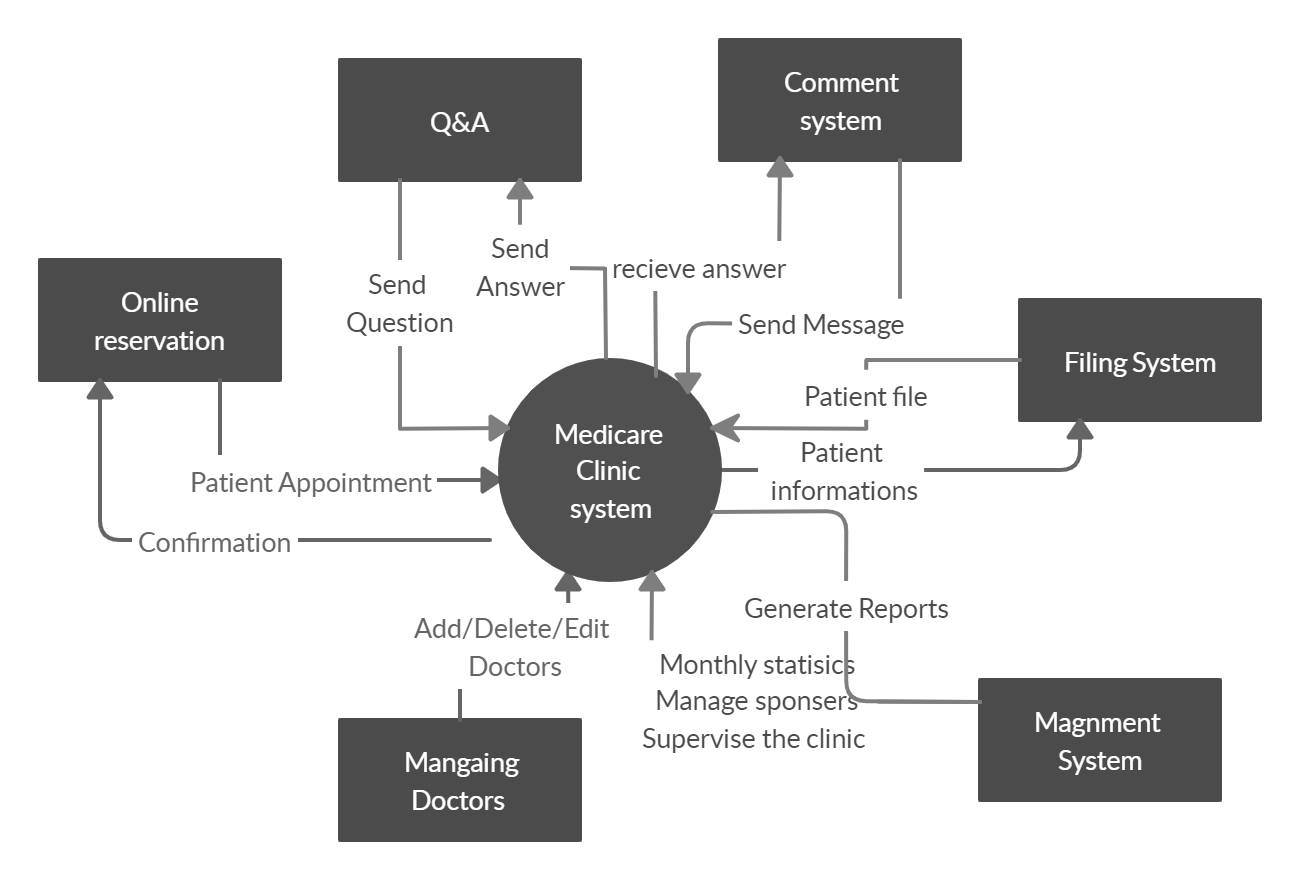 Comment
system
Q&A
Send
Answer
recieve answer
Send
Question
Send Message
Online
reservation
Filing System
Patient file
Medicare
Clinic
system
Patient
informations
Patient Appointment
Confirmation
Add/Delete/Edit
Doctors
Generate Reports
Monthly statisics
Manage sponsers
Supervise the clinic
Magnment
System
Mangaing
Doctors